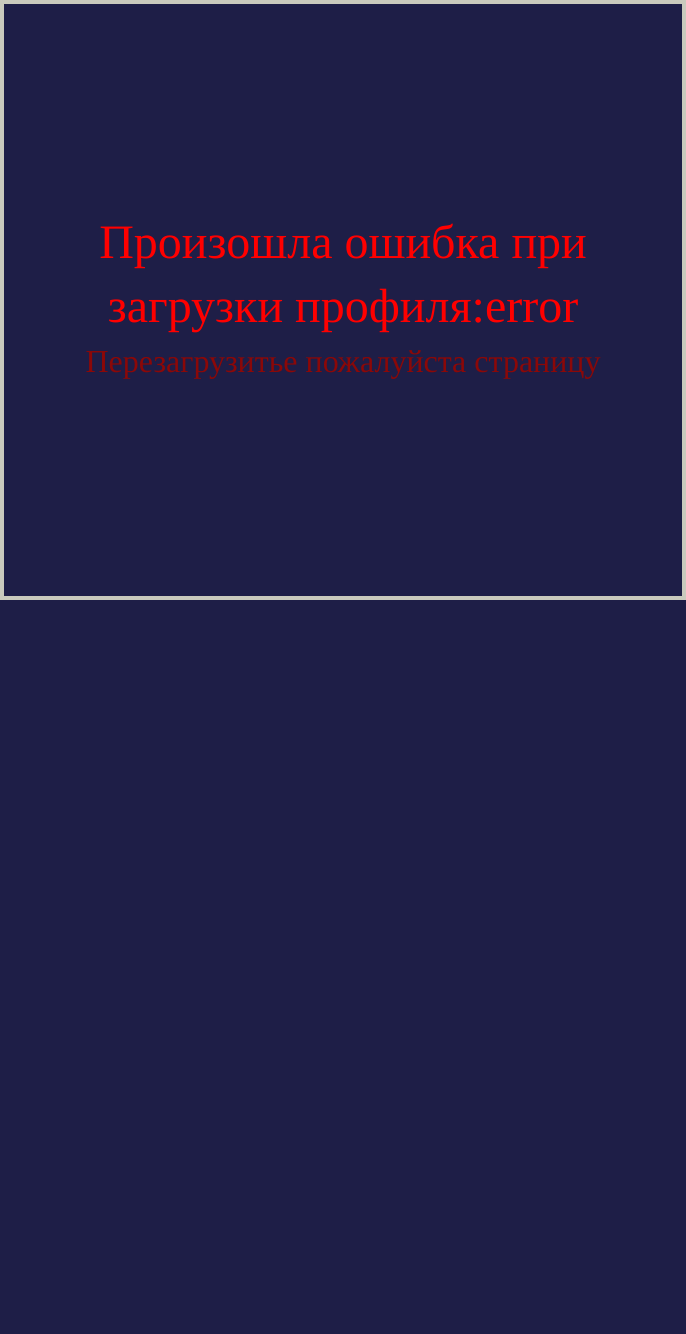 Произошла ошибка при
загрузки профиля:error
Перезагрузитье пожалуйста страницу